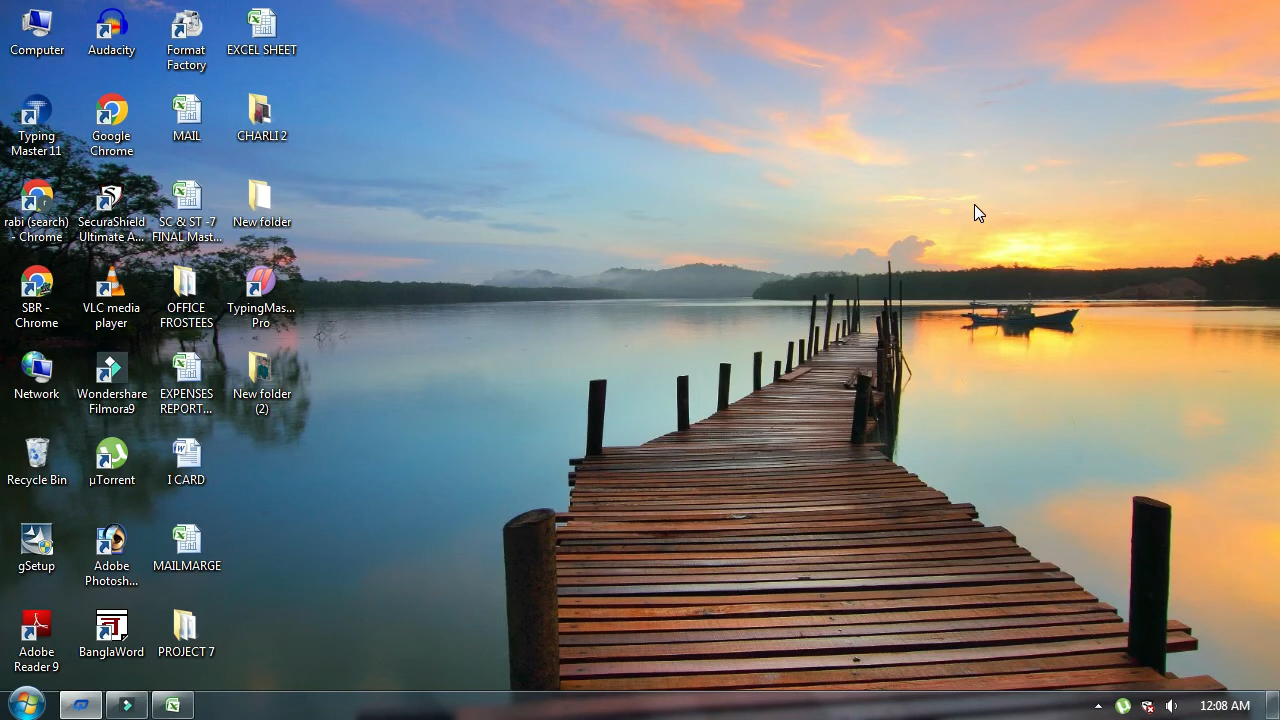 Computer
Audacity
Format
Factory
EXCEL SHEET
Typing
Master 11
Google
Chrome
MAIL
CHARLI 2
rabi (search)
- Chrome
SecuraShield
Ultimate A...
SC & ST -7
FINAL Mast...
New folder
SBR -
Chrome
VLC media
player
OFFICE
FROSTEES
TypingMas...
Pro
Network
Wondershare
Filmora9
EXPENSES
REPORT...
New folder
(2)
Recycle Bin
µTorrent
I CARD
gSetup
Adobe
Photosh...
MAILMARGE
Adobe
Reader 9
BanglaWord
PROJECT 7
12:08 AM